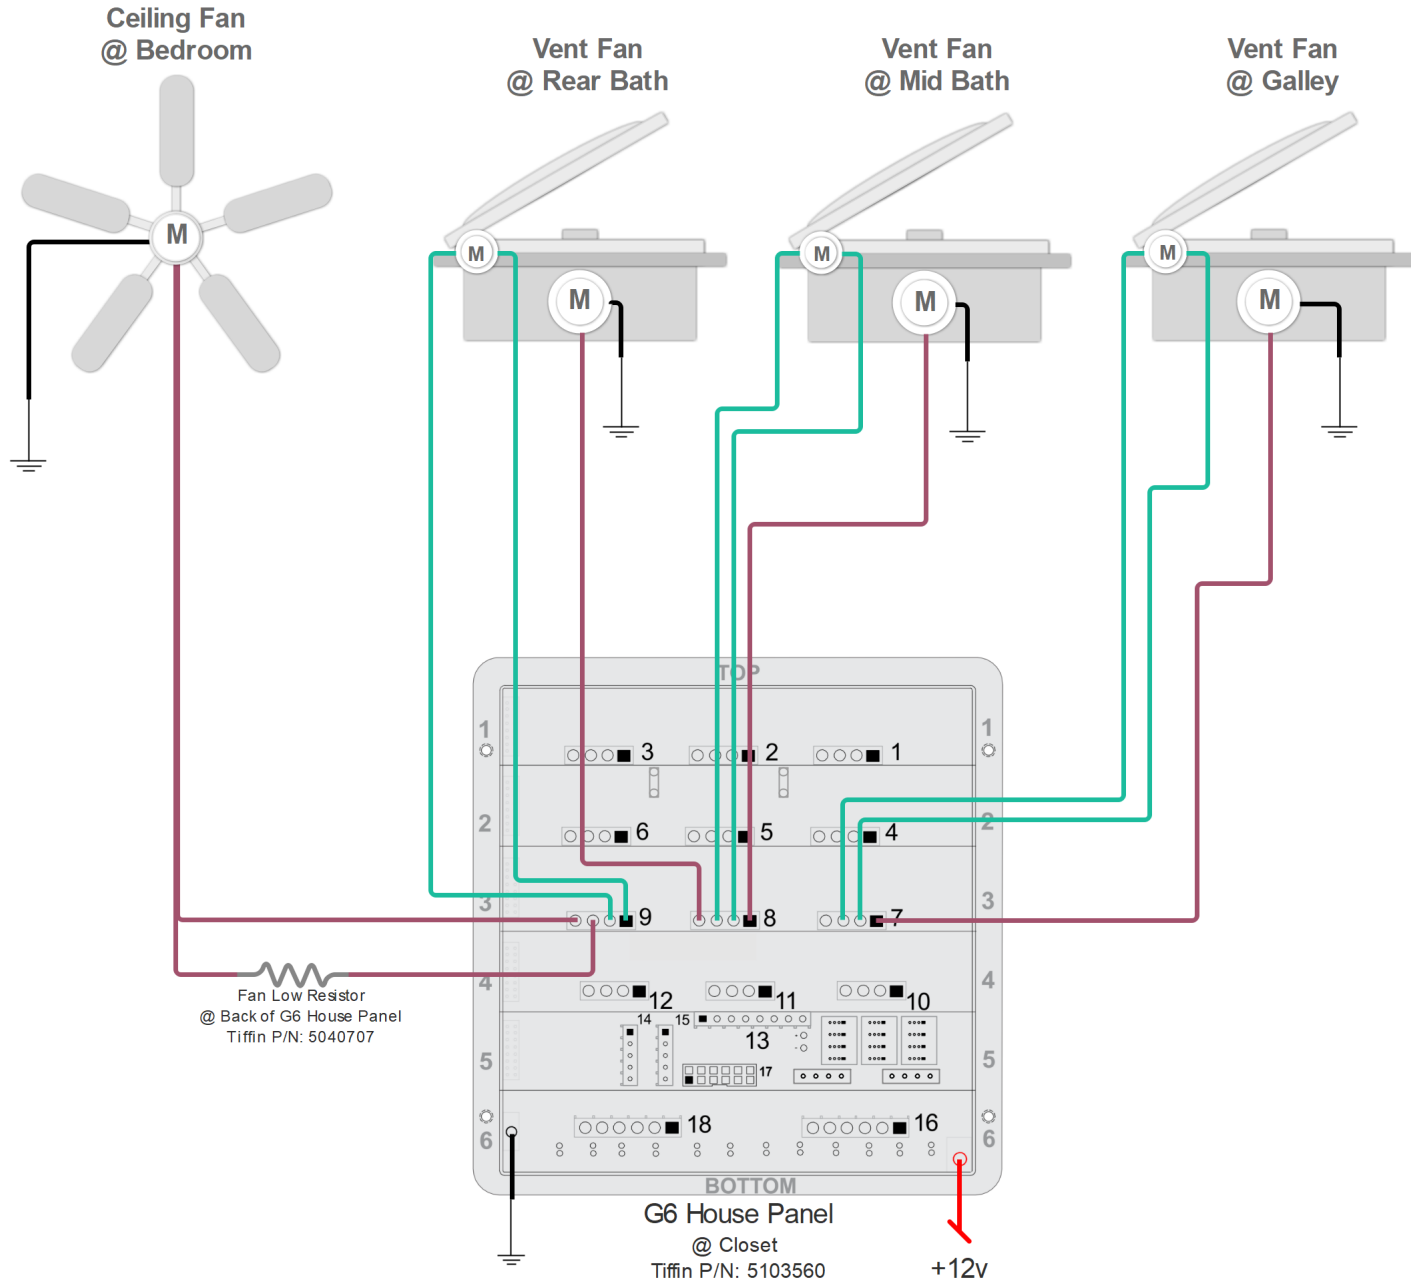 Ceiling Fan
@ Bedroom
Vent Fan
@ Rear Bath
Vent Fan
@ Mid Bath
Vent Fan
@ Galley
M
M
M
M
M
M
M
TOP
1
1
3
2
1
2
2
6
5
4
3
3
9
8
7
4
4
12
11
10
Fan Low Resistor
@ Back of G6 House Panel
Tiffin P/N: 5040707
14
15
13
5
5
17
18
16
6
6
BOTTOM
G6 House Panel
@ Closet
Tiffin P/N: 5103560
+12v